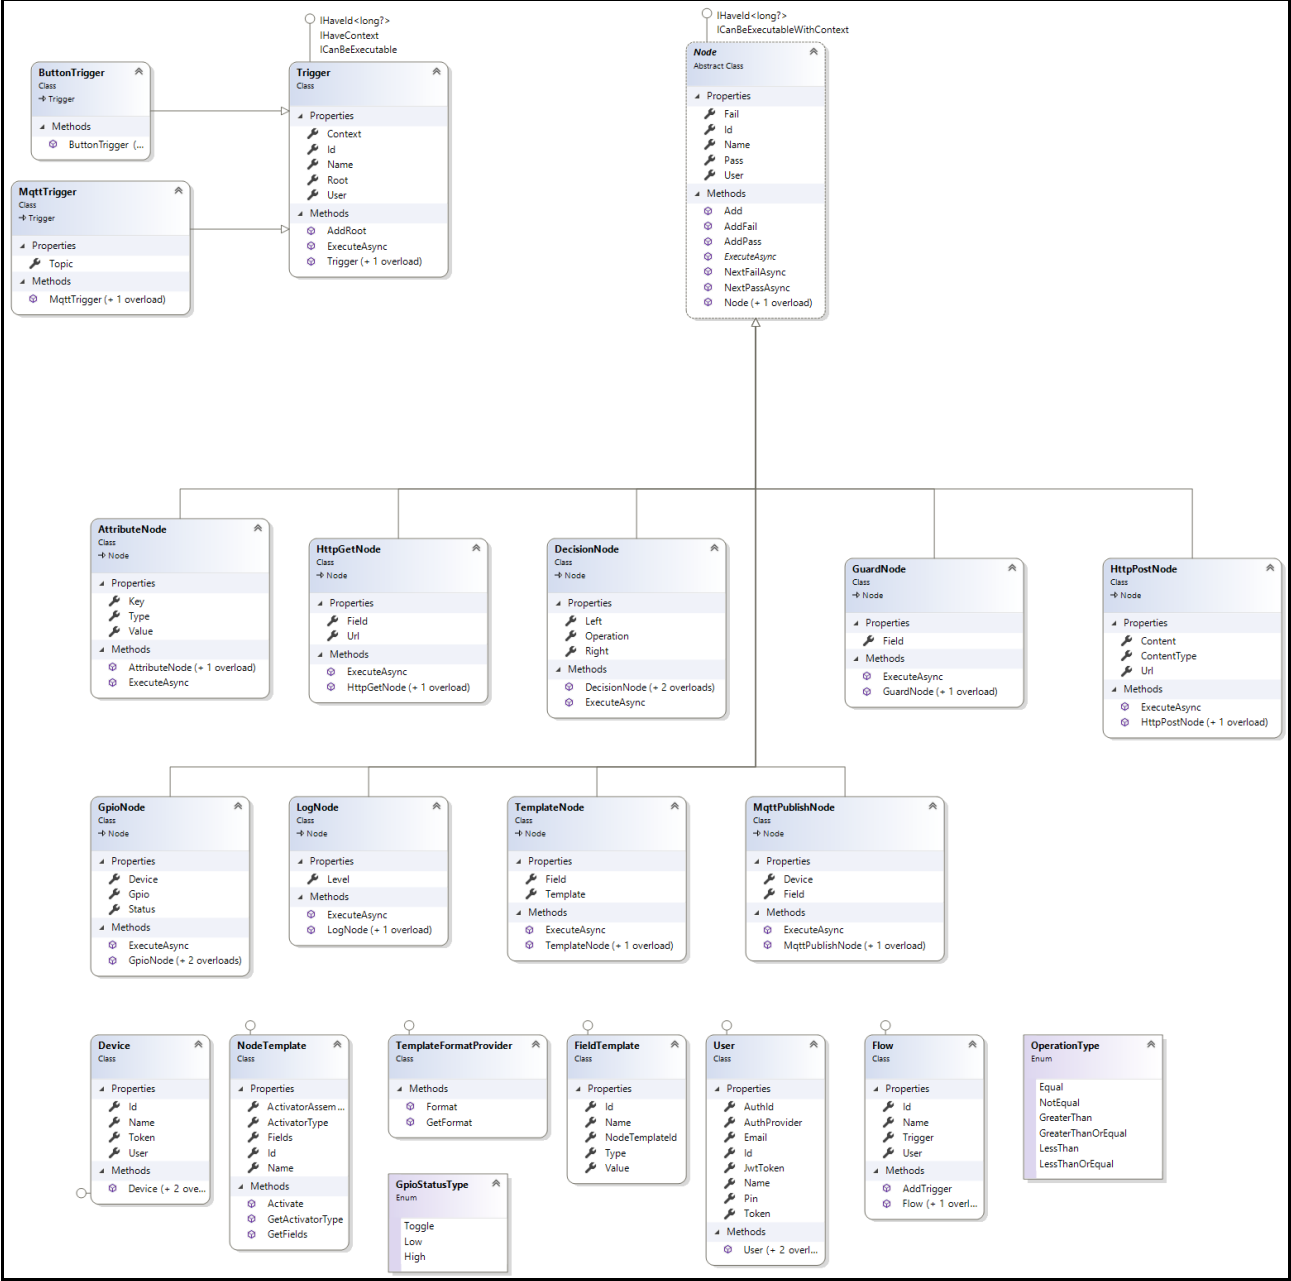 IHaveId<long?>
IHaveContext
ICanBeExecutable
IHaveId<long?>
ICanBeExecutableWithContext
ButtonTrigger
Class
Trigger
Methods
ButtonTrigger (...
MqttTrigger
Class
Trigger
Properties
Topic
Methods
MqttTrigger (+ 1 overload)
Trigger
Class
Properties
Context
Id
Name
Root
User
Methods
AddRoot
ExecuteAsync
Trigger (+ 1 overload)
Node
Abstract Class
Properties
Fail
Id
Name
Pass
User
Methods
Add
AddFail
AddPass
ExecuteAsync
NextFailAsync
NextPassAsync
Node (+ 1 overload)
AttributeNode
Class
Node
Properties
Key
Type
Value
Methods
AttributeNode (+ 1 overload)
ExecuteAsync
HttpGetNode
Class
Node
Properties
Field
Url
Methods
ExecuteAsync
HttpGetNode (+ 1 overload)
DecisionNode
Class
Node
Properties
Left
Operation
Right
Methods
DecisionNode (+ 2 overloads)
ExecuteAsync
GuardNode
Class
Node
Properties
Field
Methods
ExecuteAsync
GuardNode (+ 1 overload)
HttpPostNode
Class
Node
Properties
Content
ContentType
Url
Methods
ExecuteAsync
HttpPostNode (+ 1 overload)
GpioNode
Class
Node
Properties
Device
Gpio
Status
Methods
ExecuteAsync
GpioNode (+ 2 overloads)
LogNode
Class
Node
Properties
Level
Methods
ExecuteAsync
LogNode (+ 1 overload)
TemplateNode
Class
Node
Properties
Field
Template
Methods
ExecuteAsync
TemplateNode (+ 1 overload)
MqttPublishNode
Class
Node
Properties
Device
Field
Methods
ExecuteAsync
MqttPublishNode (+ 1 overload)
Device
Class
Properties
Id
Name
Token
User
Methods
Device (+ 2 ove...
NodeTemplate
Class
Properties
ActivatorAssem...
ActivatorType
Fields
Id
Name
Methods
Activate
GetActivatorType
GetFields
TemplateFormatProvider
Class
Methods
Format
GetFormat
GpioStatusType
Enum
Toggle
Low
High
FieldTemplate
Class
Properties
Id
Name
NodeTemplateId
Type
Value
User
Class
Properties
AuthId
AuthProvider
Email
Id
JwtToken
Name
Pin
Token
Methods
User (+ 2 overl...
Flow
Class
Properties
Id
Name
Trigger
User
Methods
AddTrigger
Flow (+ 1 overl...
OperationType
Enum
Equal
NotEqual
GreaterThan
GreaterThanOrEqual
LessThan
LessThanOrEqual